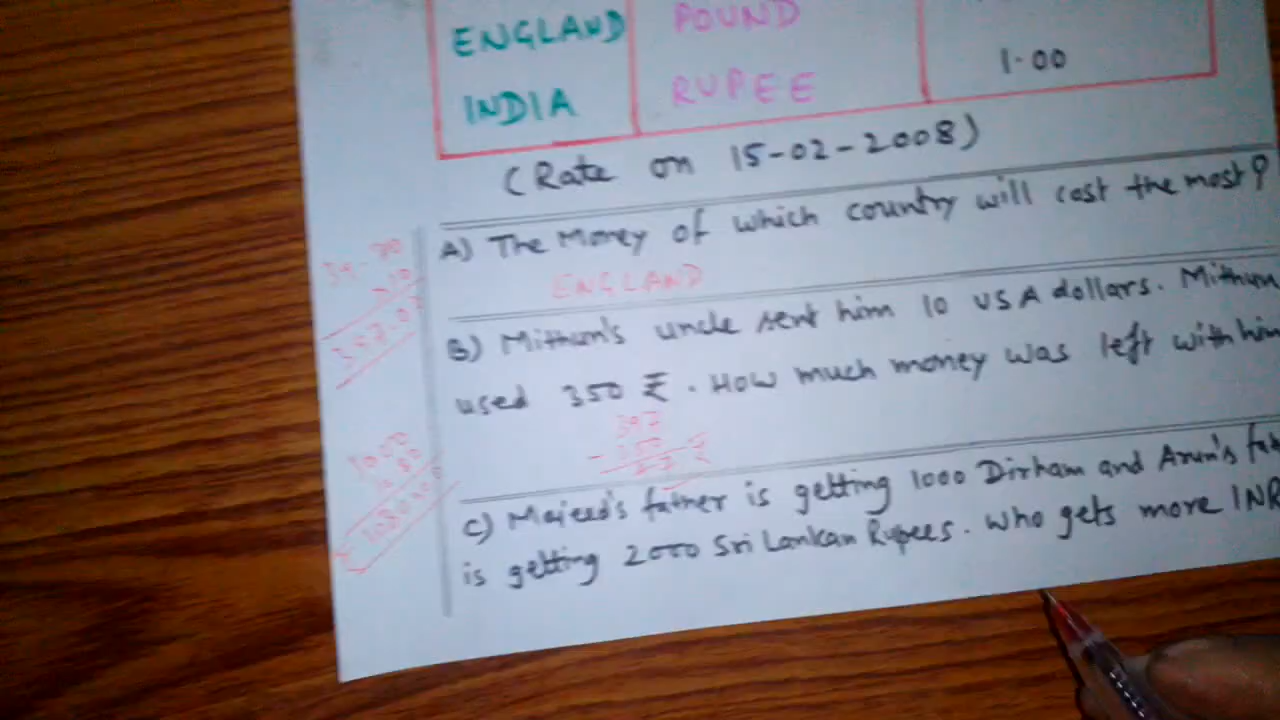 ENGLAND POUND
INDIA RUPEE 1.00
(Rate on 15-02-2008)
A) The Money of which country will cost the most?
ENGLAND
B) Mithun's uncle sent him 10 USA dollars. Mithun
used 350 ₹. How much money was left with him
397
- 350
C) Majeed's father is getting 1000 Dirham and Arun's
is getting 2000 Sri Lankan Rupees. Who gets more INR